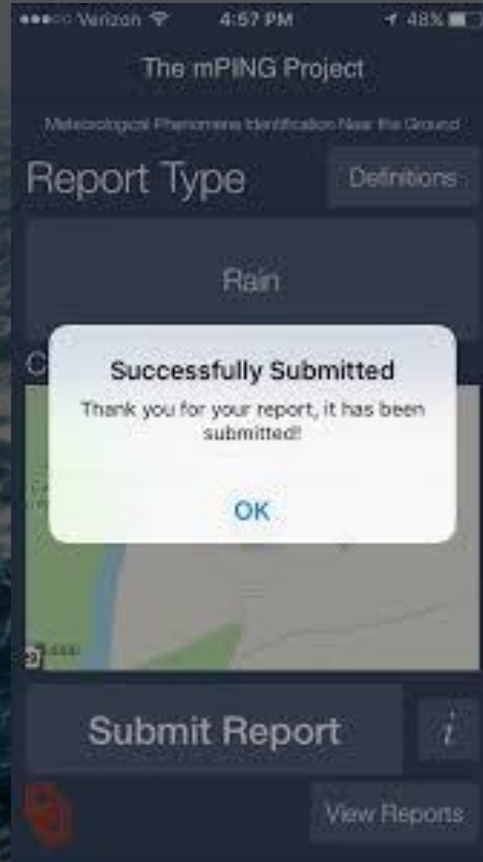 Verizon 4:57 PM 48%
The mPING Project
Meteorological Phenomena Identification Near the Ground
Report Type
Definitions
Rain
C
Successfully Submitted
Thank you for your report, it has been
submitted!
OK
Submit Report
i
View Reports